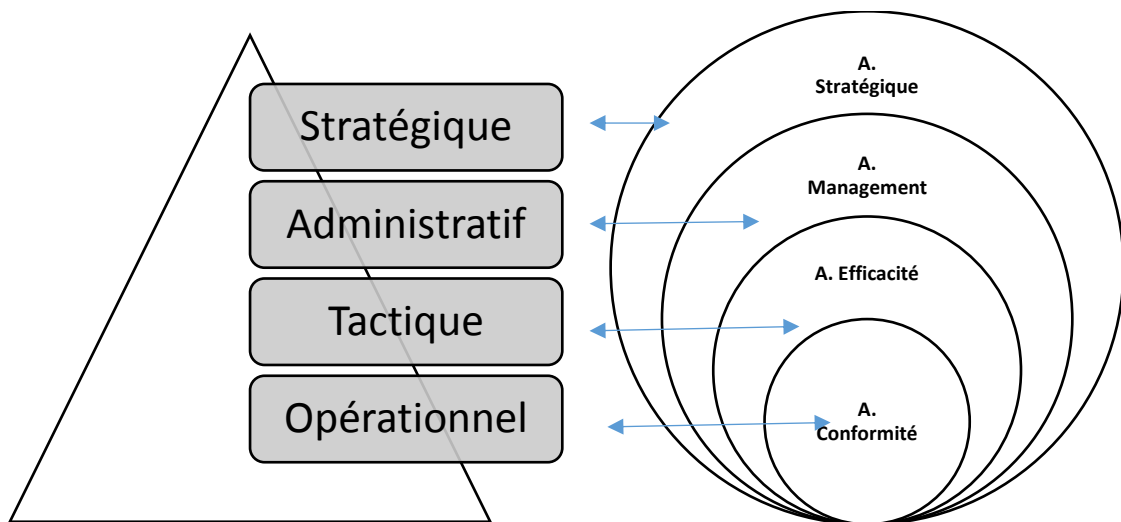 Stratégique
Administratif
Tactique
Opérationnel
A.
Stratégique
A.
Management
A. Efficacité
A.
Conformité